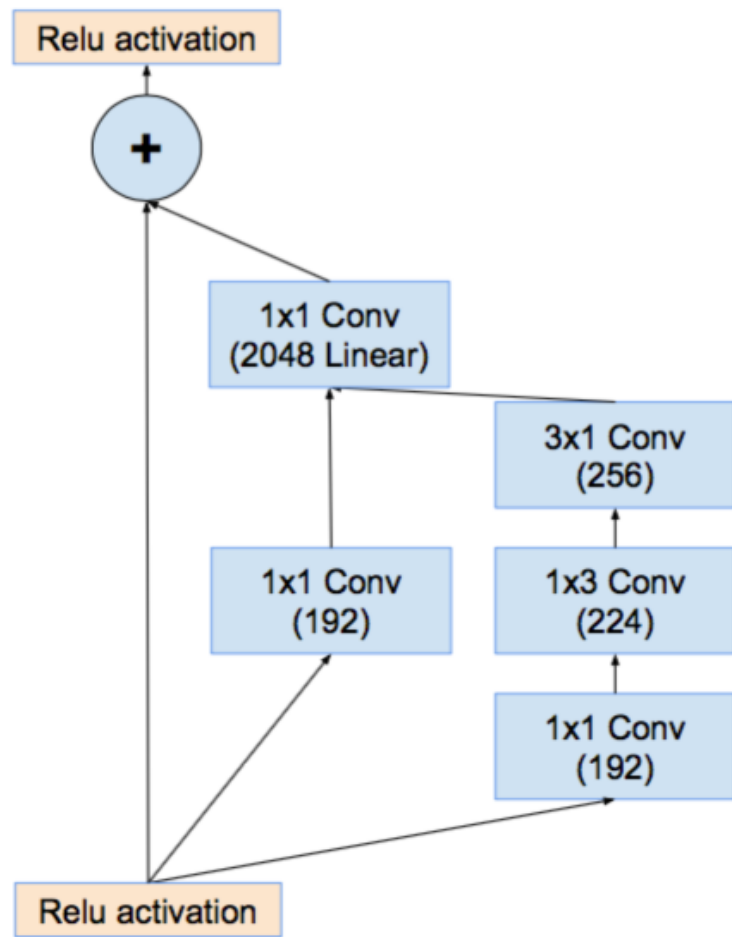 Relu activation
+
1x1 Conv
(2048 Linear)
3x1 Conv
(256)
1x1 Conv
(192)
1x3 Conv
(224)
1x1 Conv
(192)
Relu activation